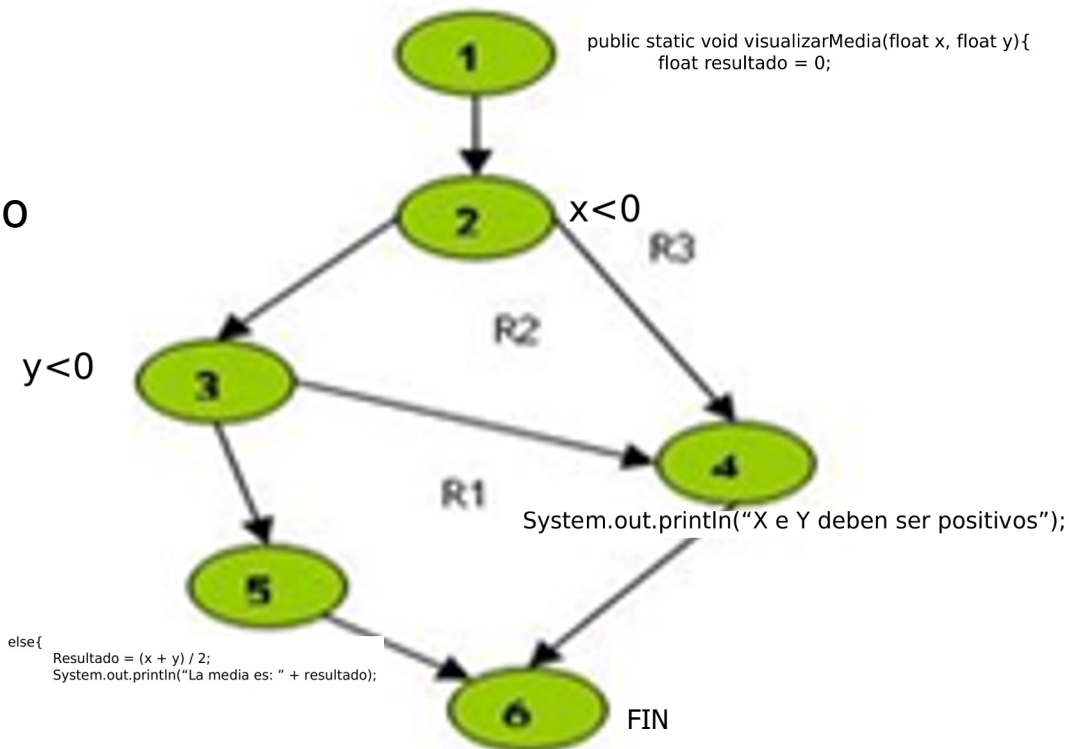 1
public static void visualizarMedia(float x, float y){
float resultado = 0;
o
2
x<0
R3
R2
y<0
3
4
R1
System.out.println(“X e Y deben ser positivos”);
5
else{
Resultado = (x + y) / 2;
System.out.println(“La media es: ” + resultado);
6
FIN